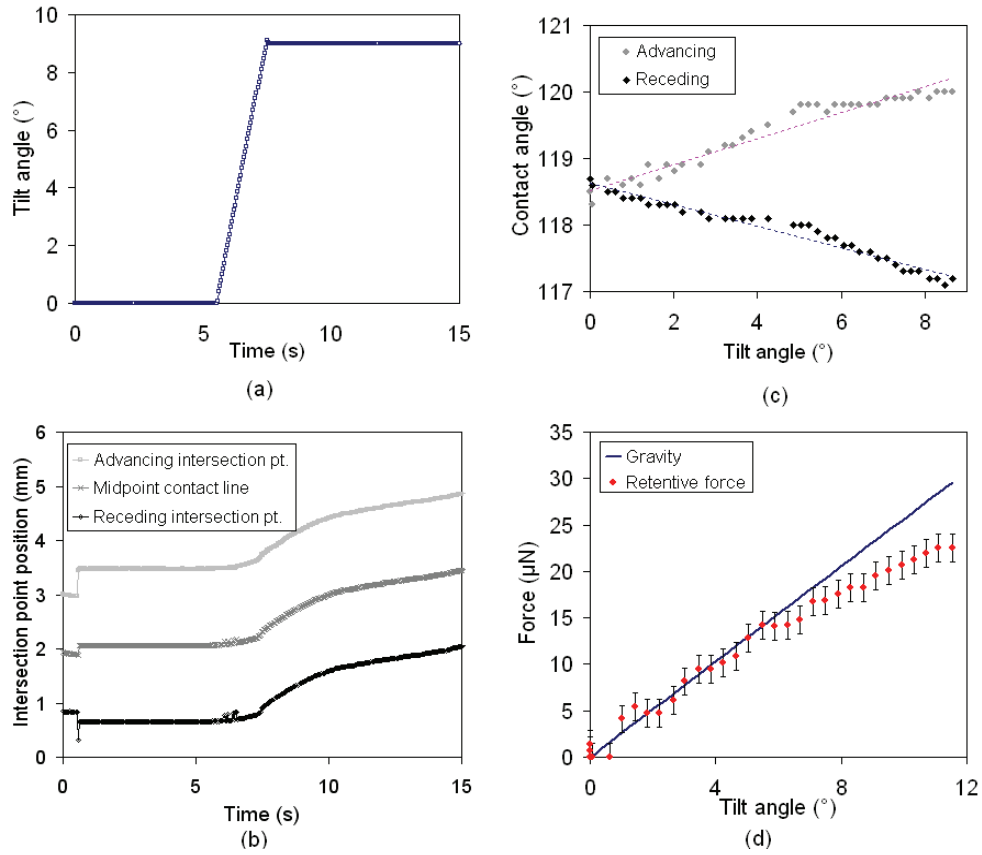 (a)
10
8
6
4
2
0
Tilt angle (°)
0
5
10
15
Time (s)
(c)
121
120
119
118
117
Contact angle (°)
Advancing
Receding
0
2
4
6
8
Tilt angle (°)
(b)
6
5
4
3
2
1
0
Intersection point position (mm)
Advancing intersection pt.
Midpoint contact line
Receding intersection pt.
0
5
10
15
Time (s)
(d)
35
30
25
20
15
10
5
0
Force (µN)
Gravity
Retentive force
0
4
8
12
Tilt angle (°)